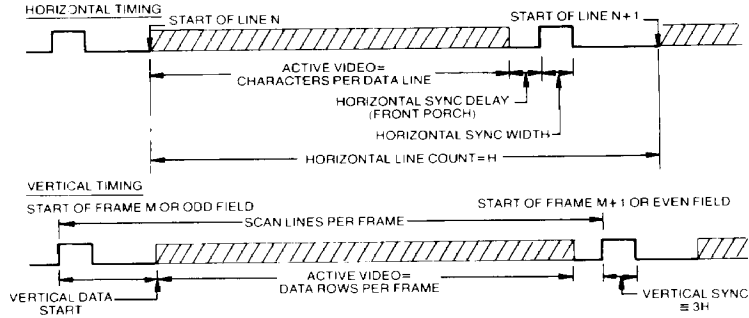 HORIZONTAL TIMING
START OF LINE N
START OF LINE N+1
ACTIVE VIDEO=
CHARACTERS PER DATA LINE
HORIZONTAL SYNC DELAY
(FRONT PORCH)
HORIZONTAL SYNC WIDTH
HORIZONTAL LINE COUNT=H
VERTICAL TIMING
START OF FRAME M OR ODD FIELD
START OF FRAME M+1 OR EVEN FIELD
SCAN LINES PER FRAME
ACTIVE VIDEO=
DATA ROWS PER FRAME
VERTICAL DATA
START
VERTICAL SYNC
≡ 3H